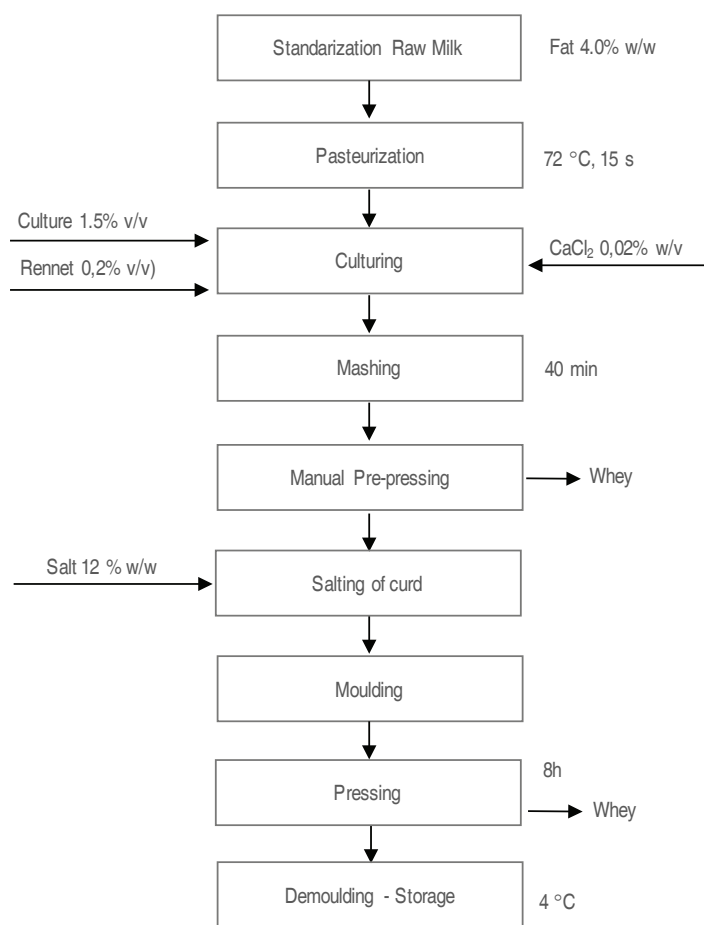 Standarization Raw Milk
Fat 4.0% w/w
Pasteurization
72 °C, 15 s
Culture 1.5% v/v
Rennet 0,2% v/v)
Culturing
CaCl₂ 0,02% w/v
Mashing
40 min
Manual Pre-pressing
Whey
Salt 12 % w/w
Salting of curd
Moulding
8h
Pressing
Whey
Demoulding - Storage
4 °C